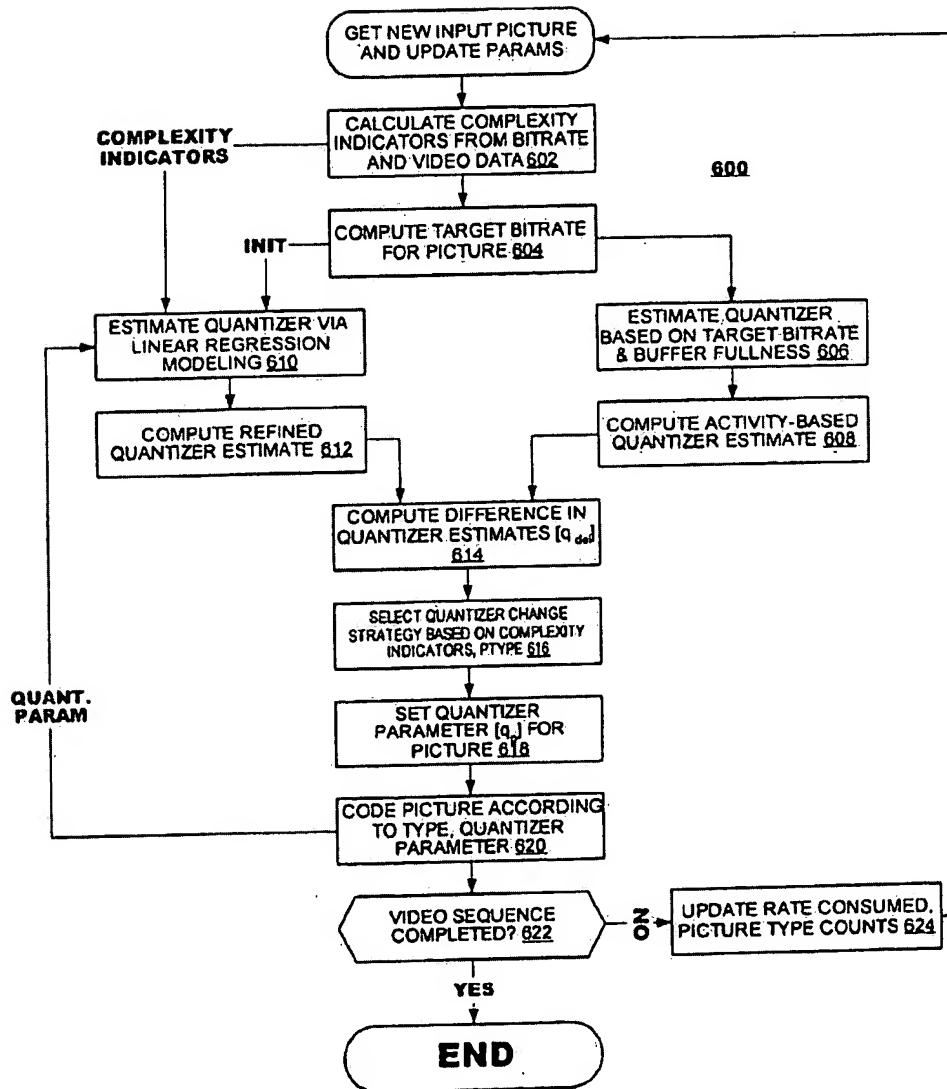 GET NEW INPUT PICTURE
AND UPDATE PARAMS
CALCULATE COMPLEXITY
INDICATORS FROM BITRATE
AND VIDEO DATA 602
COMPLEXITY
INDICATORS
600
COMPUTE TARGET BITRATE
FOR PICTURE 604
INIT
ESTIMATE QUANTIZER VIA
LINEAR REGRESSION
MODELING 610
ESTIMATE QUANTIZER
BASED ON TARGET BITRATE
& BUFFER FULLNESS 606
COMPUTE REFINED
QUANTIZER ESTIMATE 612
COMPUTE ACTIVITY-BASED
QUANTIZER ESTIMATE 608
COMPUTE DIFFERENCE IN
QUANTIZER ESTIMATES [q del]
614
SELECT QUANTIZER CHANGE
STRATEGY BASED ON COMPLEXITY
INDICATORS, PTYPE 616
QUANT.
PARAM
SET QUANTIZER
PARAMETER [qp] FOR
PICTURE 618
CODE PICTURE ACCORDING
TO TYPE, QUANTIZER
PARAMETER 620
VIDEO SEQUENCE
COMPLETED? 622
NO
UPDATE RATE CONSUMED,
PICTURE TYPE COUNTS 624
YES
END